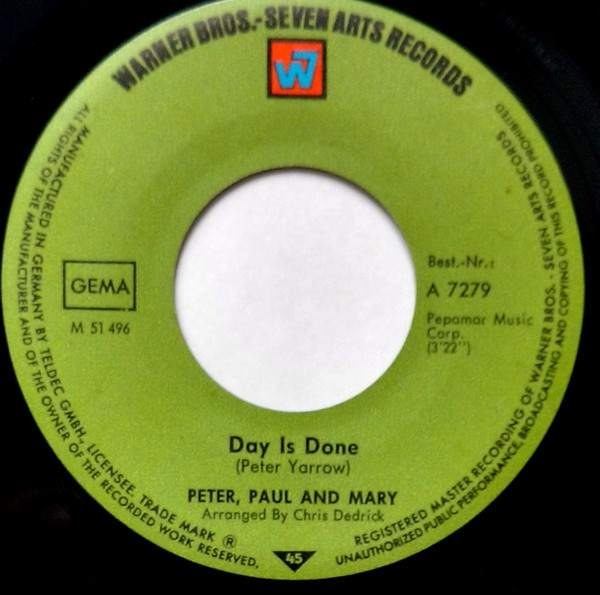 WARNER BROS.-SEVEN ARTS RECORDS
W7
GEMA
M 51 496
Best.-Nr.:
A 7279
Pepamar Music
Corp.
(3'22")
Day Is Done
(Peter Yarrow)
PETER, PAUL AND MARY
Arranged By Chris Dedrick
45
MANUFACTURED IN GERMANY BY TELDEC GMBH., LICENSEE. TRADE MARK ®
ALL RIGHTS OF THE MANUFACTURER AND OF THE OWNER OF THE RECORDED WORK RESERVED.
REGISTERED MASTER RECORDING OF WARNER BROS. - SEVEN ARTS RECORDS
UNAUTHORIZED PUBLIC PERFORMANCE, BROADCASTING AND COPYING OF THIS RECORD PROHIBITED